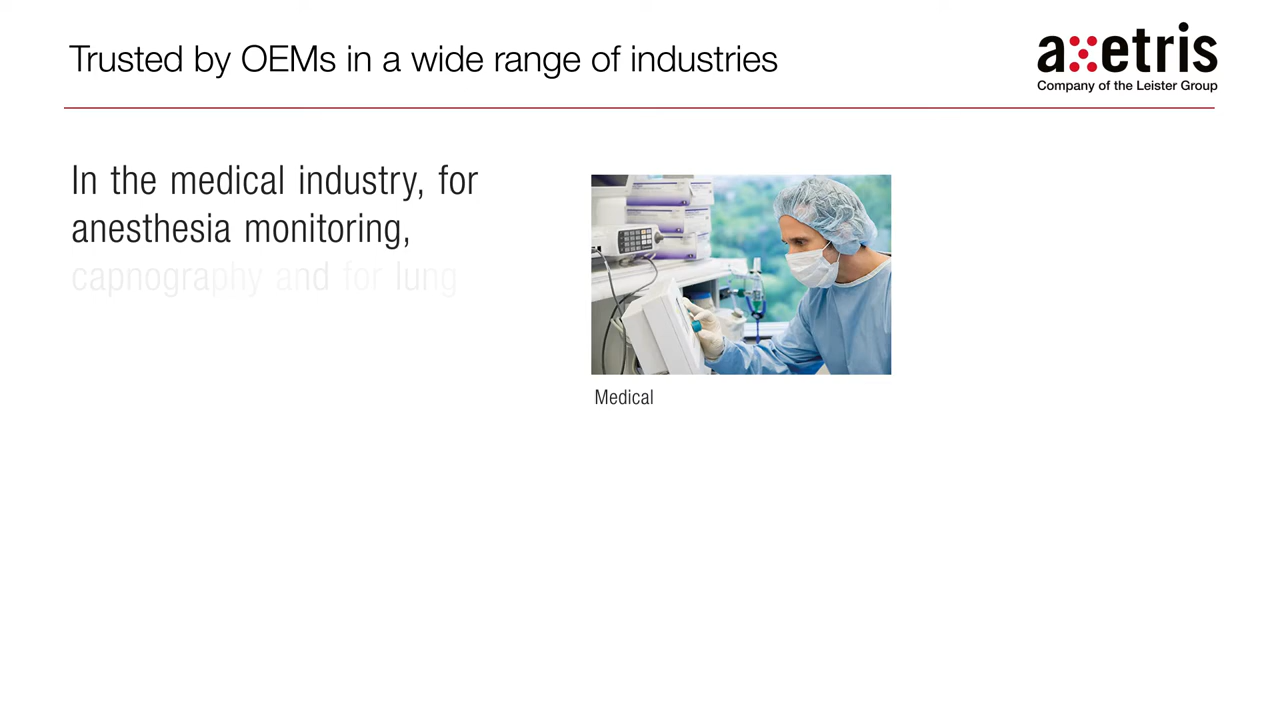 Trusted by OEMs in a wide range of industries
axetris
Company of the Leister Group
In the medical industry, for
anesthesia monitoring,
capnography and for lung
Medical